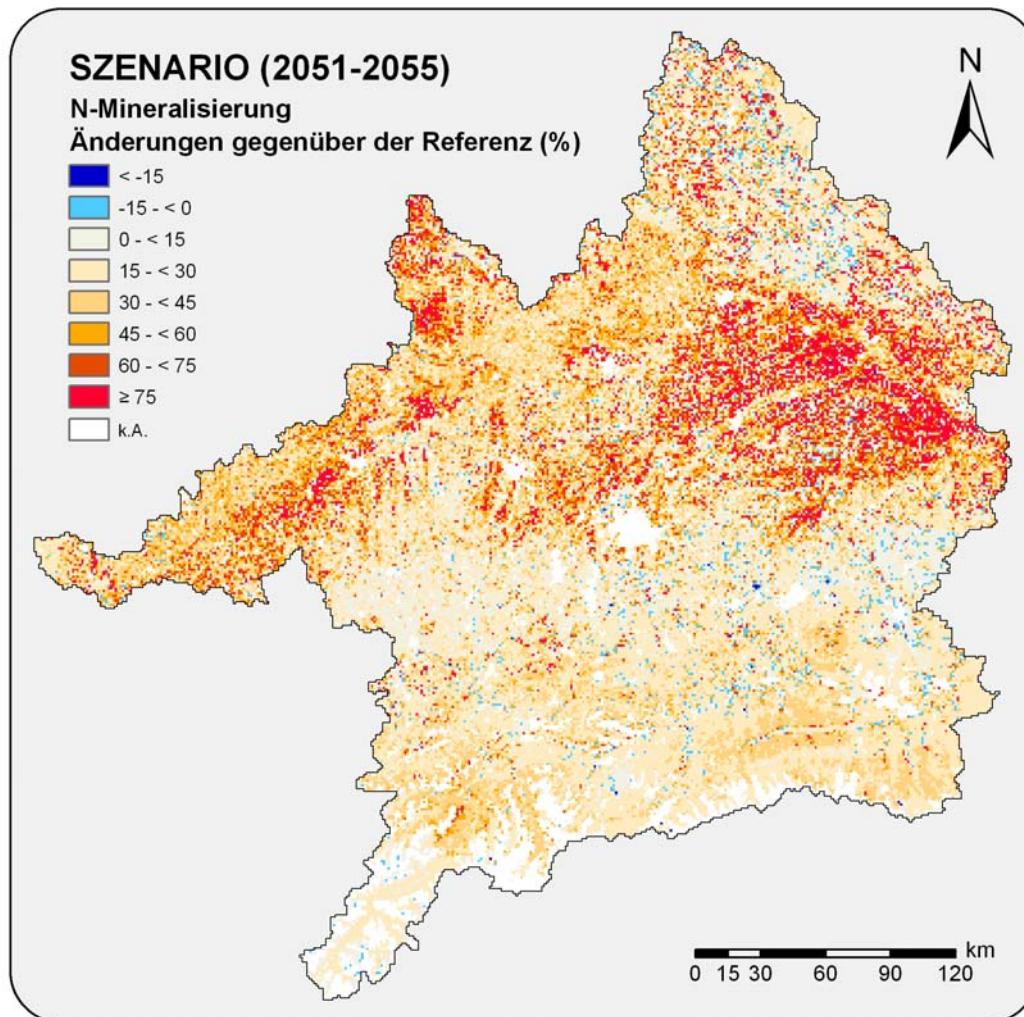 SZENARIO (2051-2055)
N-Mineralisierung
Änderungen gegenüber der Referenz (%)
< -15
-15 - < 0
0 - < 15
15 - < 30
30 - < 45
45 - < 60
60 - < 75
≥ 75
k.A.
N
km
0 15 30 60 90 120